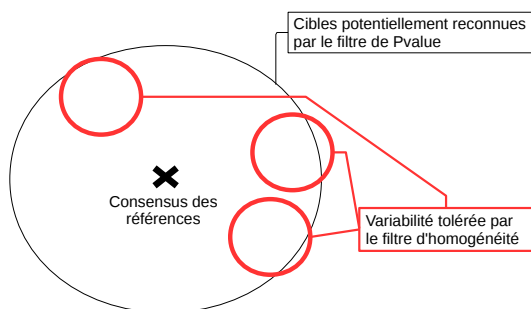 Cibles potentiellement reconnues
par le filtre de Pvalue
Consensus des
références
Variabilité tolérée par
le filtre d'homogénéité